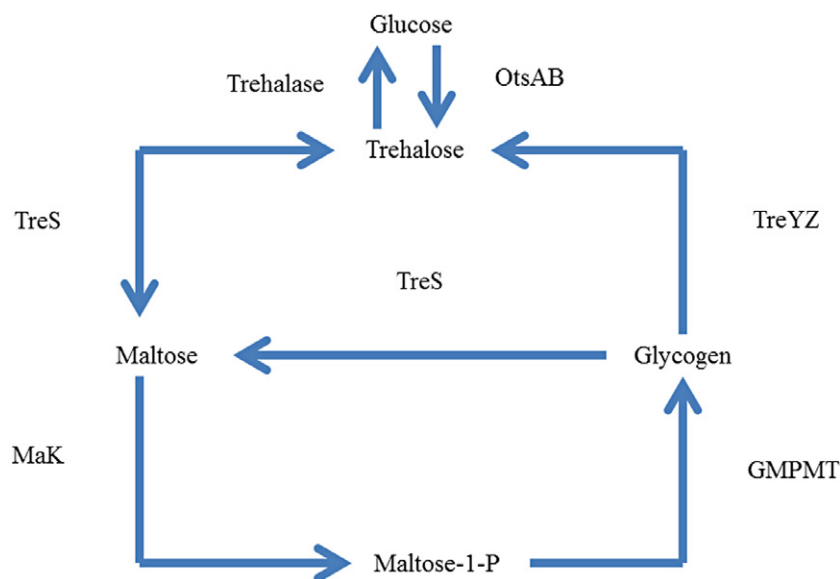 Glucose
Trehalase
OtsAB
Trehalose
TreS
TreYZ
TreS
Maltose
Glycogen
MaK
GMPMT
Maltose-1-P